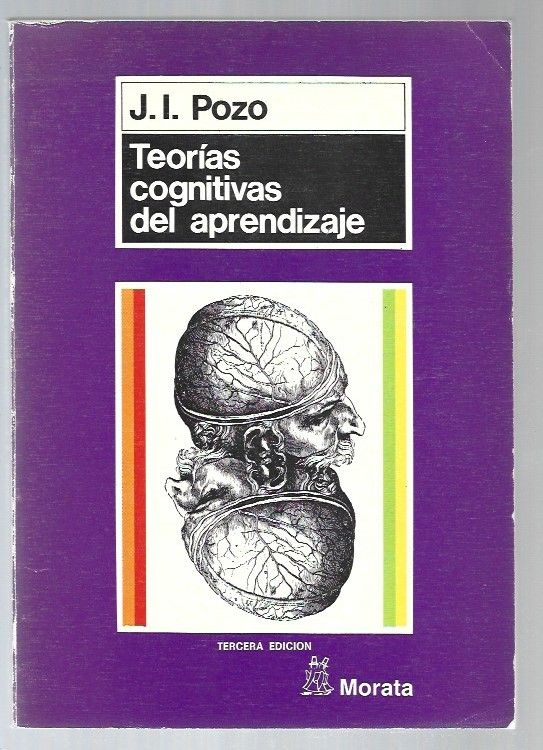 J.I. Pozo
Teorías
cognitivas
del aprendizaje
TERCERA EDICION
Morata